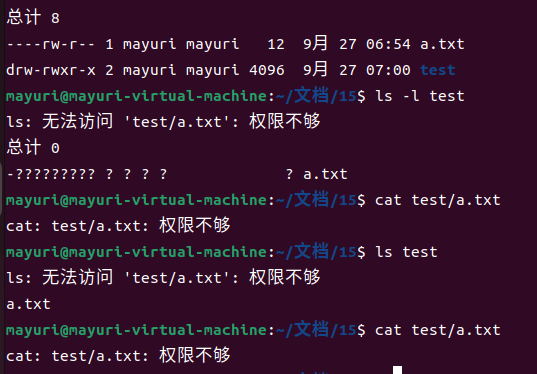 总计 8
----rw-r-- 1 mayuri mayuri   12  9月 27 06:54 a.txt
drw-rwxr-x 2 mayuri mayuri 4096  9月 27 07:00 test
mayuri@mayuri-virtual-machine:~/文档/15$ ls -l test
ls: 无法访问 'test/a.txt': 权限不够
总计 0
-????????? ? ? ? ?             ? a.txt
mayuri@mayuri-virtual-machine:~/文档/15$ cat test/a.txt
cat: test/a.txt: 权限不够
mayuri@mayuri-virtual-machine:~/文档/15$ ls test
ls: 无法访问 'test/a.txt': 权限不够
a.txt
mayuri@mayuri-virtual-machine:~/文档/15$ cat test/a.txt
cat: test/a.txt: 权限不够